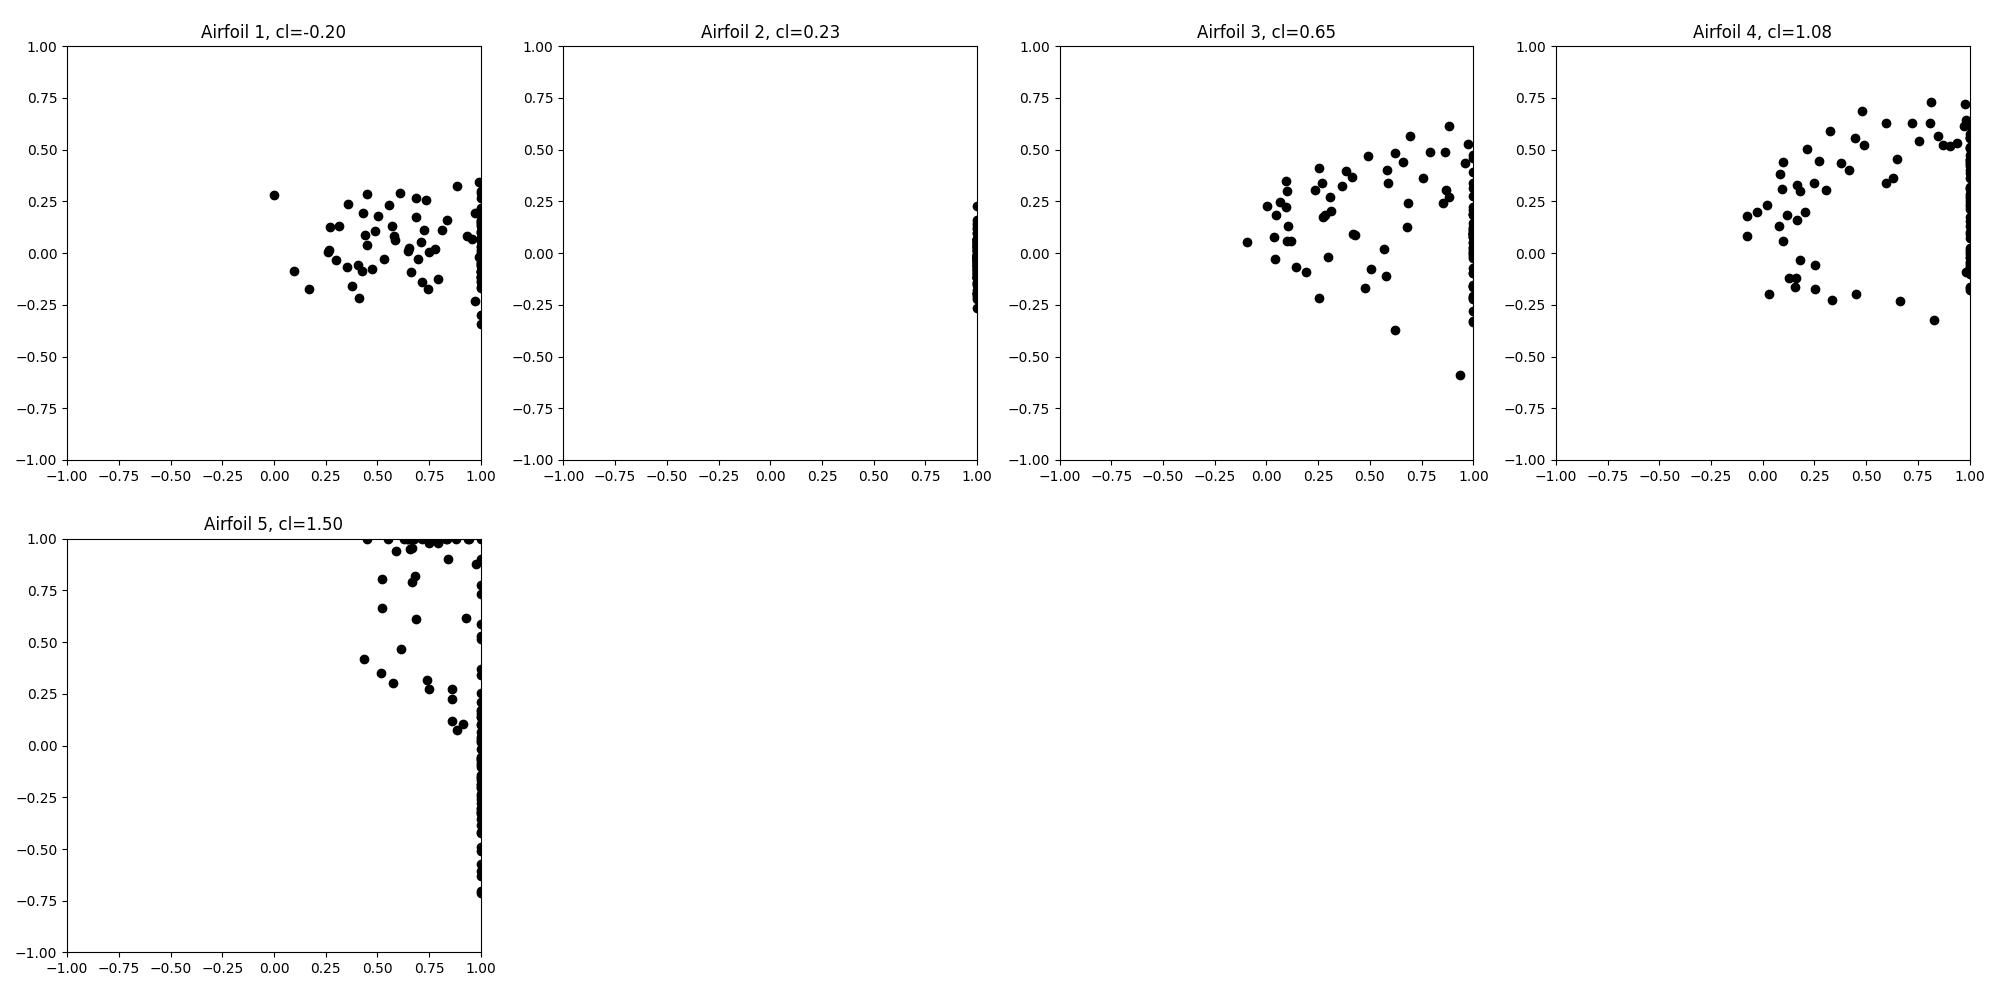 Airfoil 1, cl=-0.20
Airfoil 2, cl=0.23
Airfoil 3, cl=0.65
Airfoil 4, cl=1.08
1.00 1.00 1.00 1.00
0.75 0.75 0.75 0.75
0.50 0.50 0.50 0.50
0.25 0.25 0.25 0.25
0.00 0.00 0.00 0.00
−0.25 −0.25 −0.25 −0.25
−0.50 −0.50 −0.50 −0.50
−0.75 −0.75 −0.75 −0.75
−1.00 −1.00 −1.00 −1.00
−1.00 −0.75 −0.50 −0.25 0.00 0.25 0.50 0.75 1.00
−1.00 −0.75 −0.50 −0.25 0.00 0.25 0.50 0.75 1.00
−1.00 −0.75 −0.50 −0.25 0.00 0.25 0.50 0.75 1.00
−1.00 −0.75 −0.50 −0.25 0.00 0.25 0.50 0.75 1.00
Airfoil 5, cl=1.50
1.00
0.75
0.50
0.25
0.00
−0.25
−0.50
−0.75
−1.00
−1.00 −0.75 −0.50 −0.25 0.00 0.25 0.50 0.75 1.00